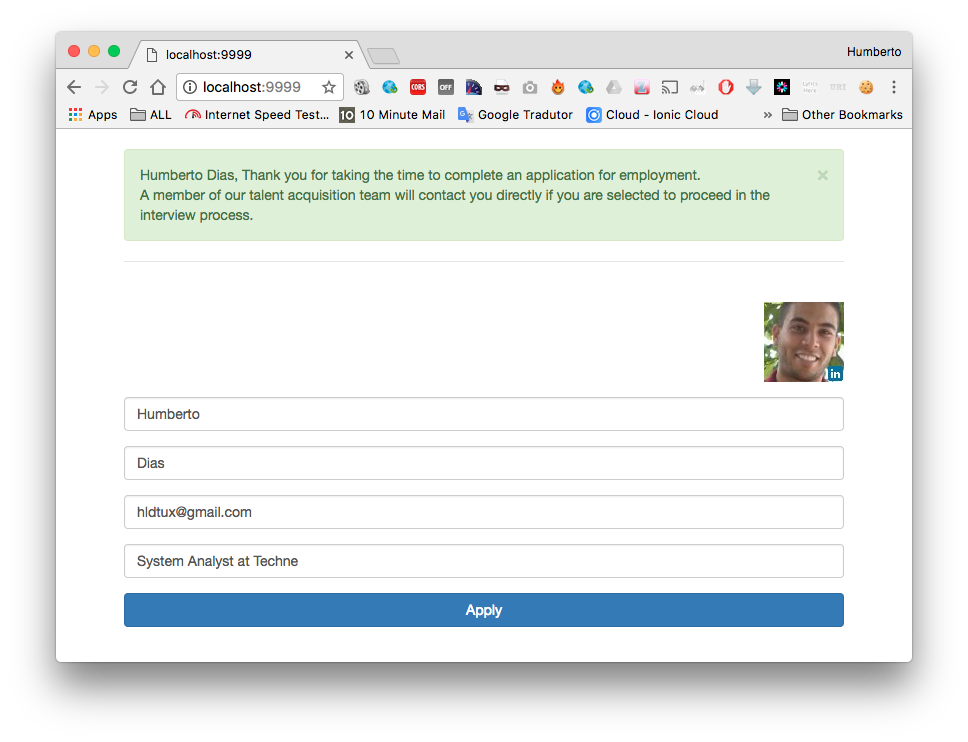 localhost:9999
Humberto
localhost:9999
CORS
OFF
Apps
ALL
Internet Speed Test...
10
10 Minute Mail
Google Tradutor
Cloud - Ionic Cloud
»
Other Bookmarks
Humberto Dias, Thank you for taking the time to complete an application for employment.
×
A member of our talent acquisition team will contact you directly if you are selected to proceed in the
interview process.
in
Humberto
Dias
hldtux@gmail.com
System Analyst at Techne
Apply